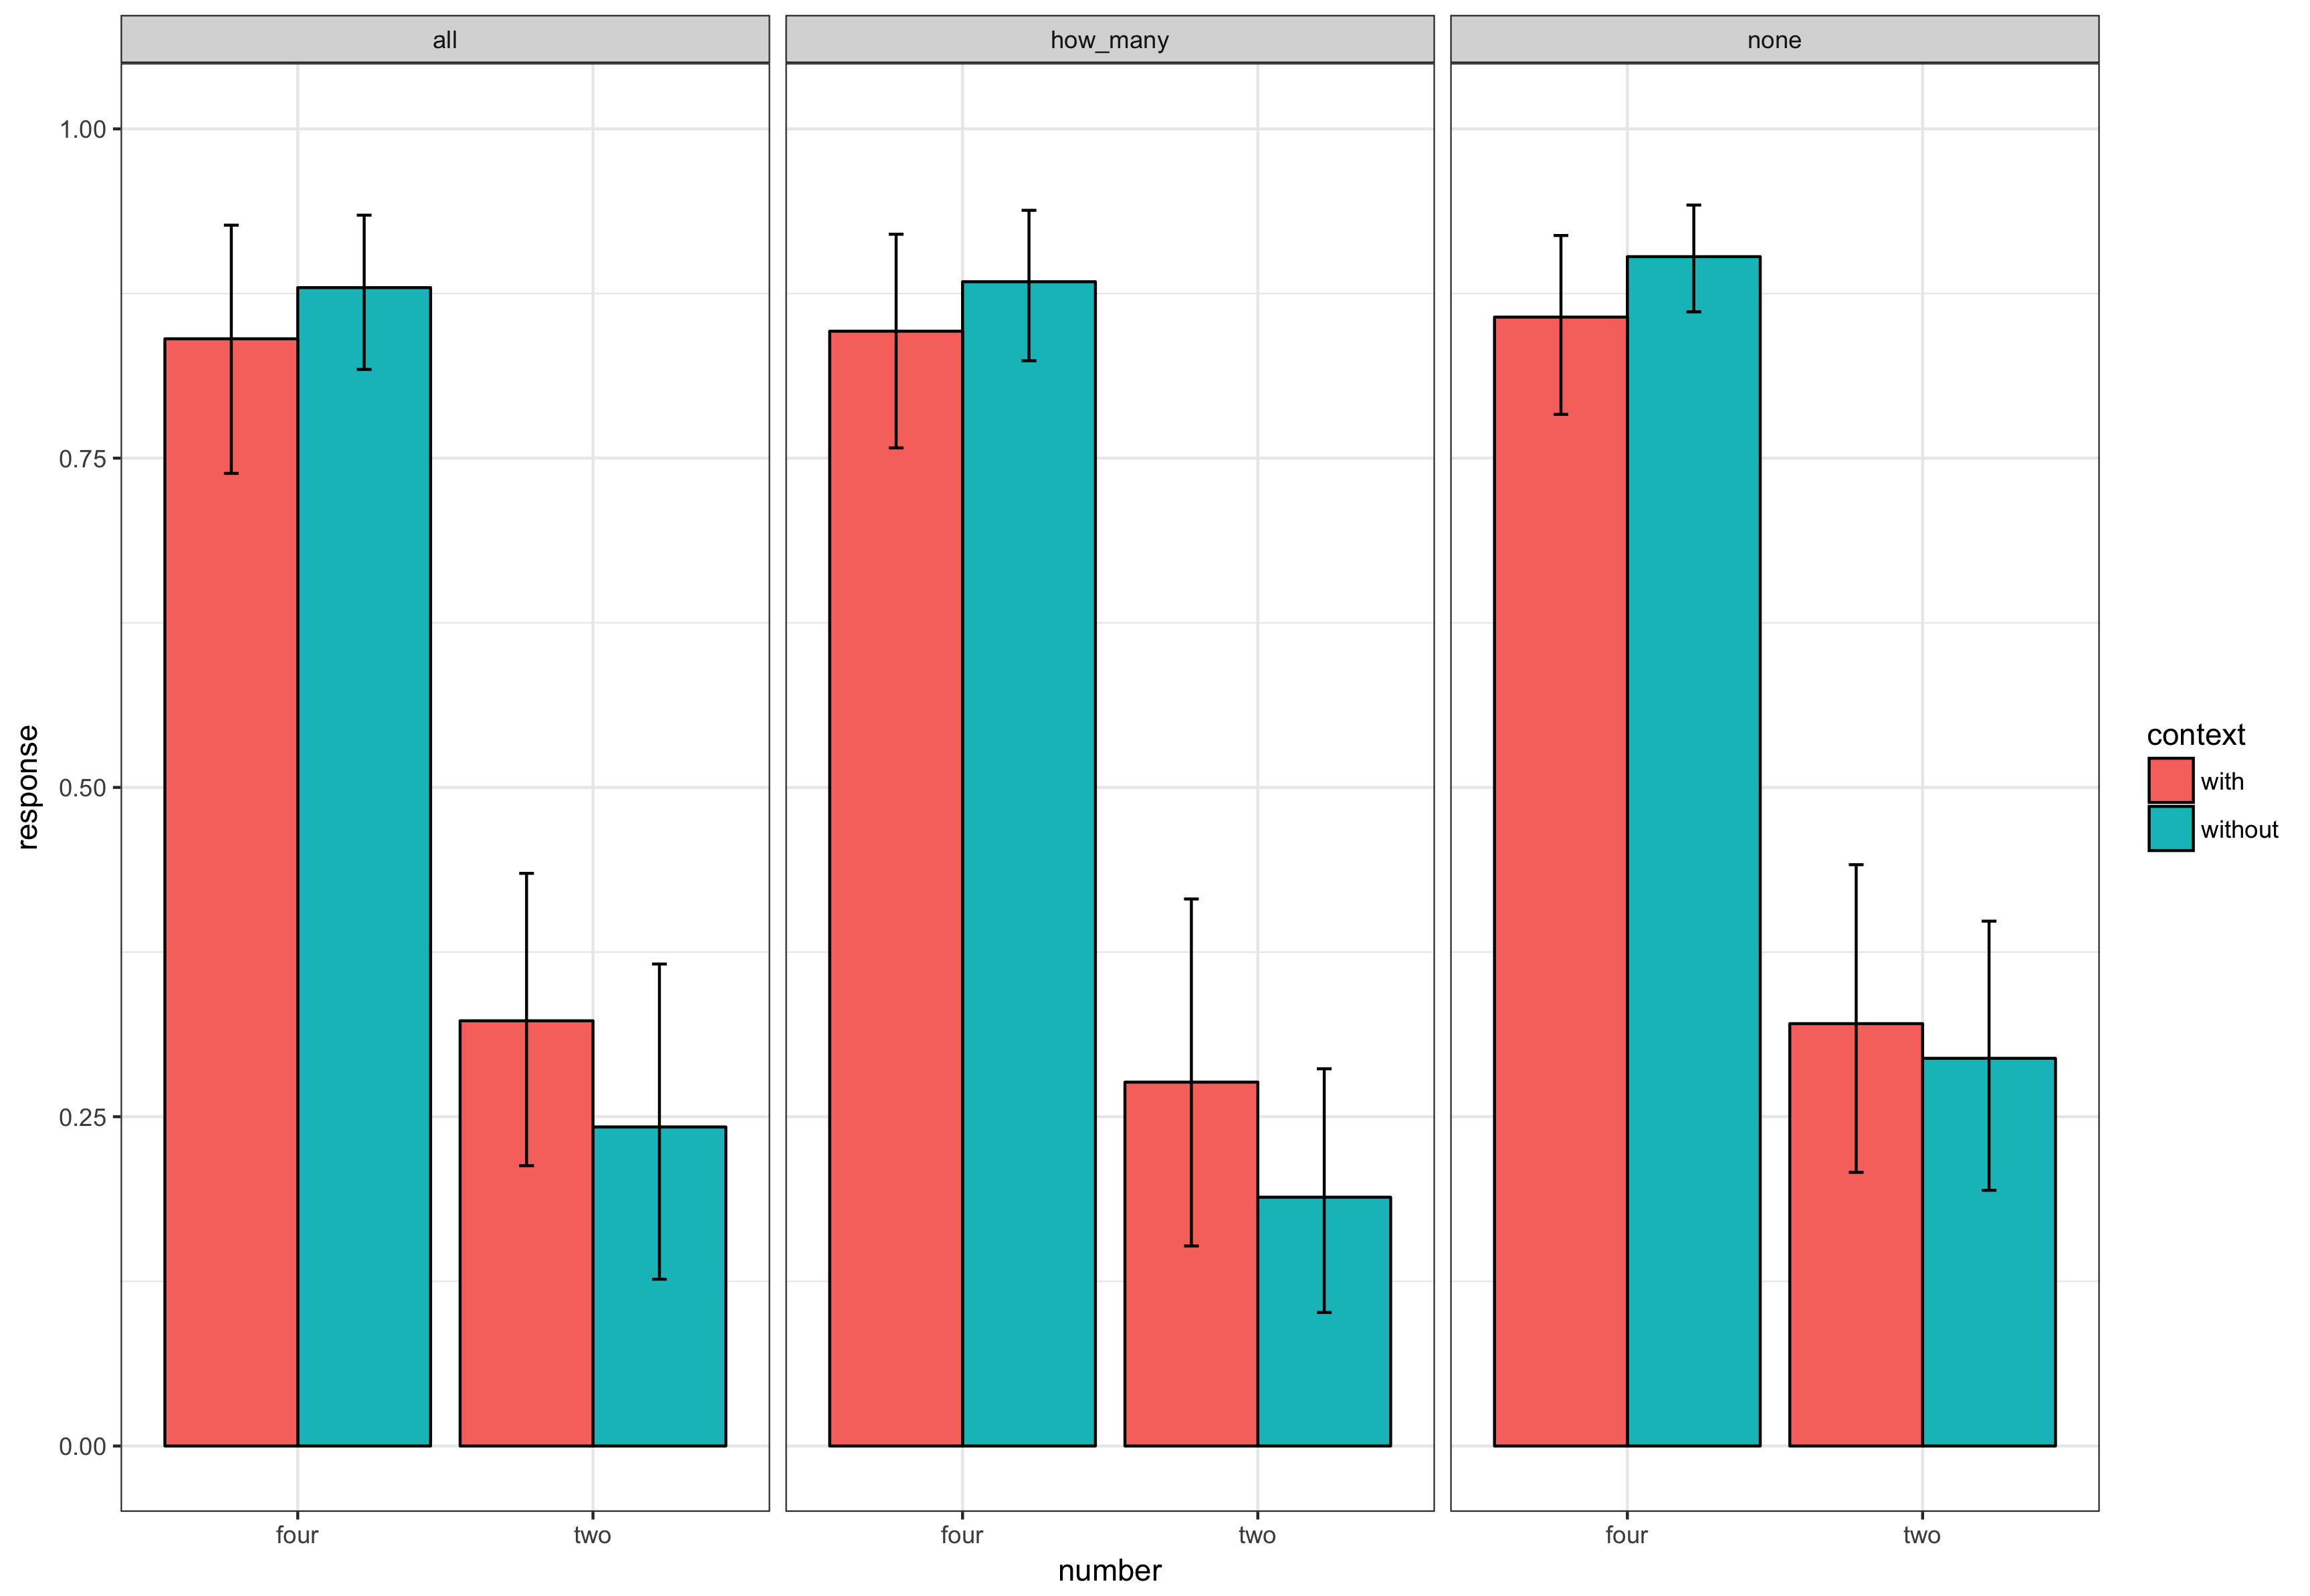 all how_many none
1.00
0.75
0.50
0.25
0.00
response
four two four two four two
number
context
with
without